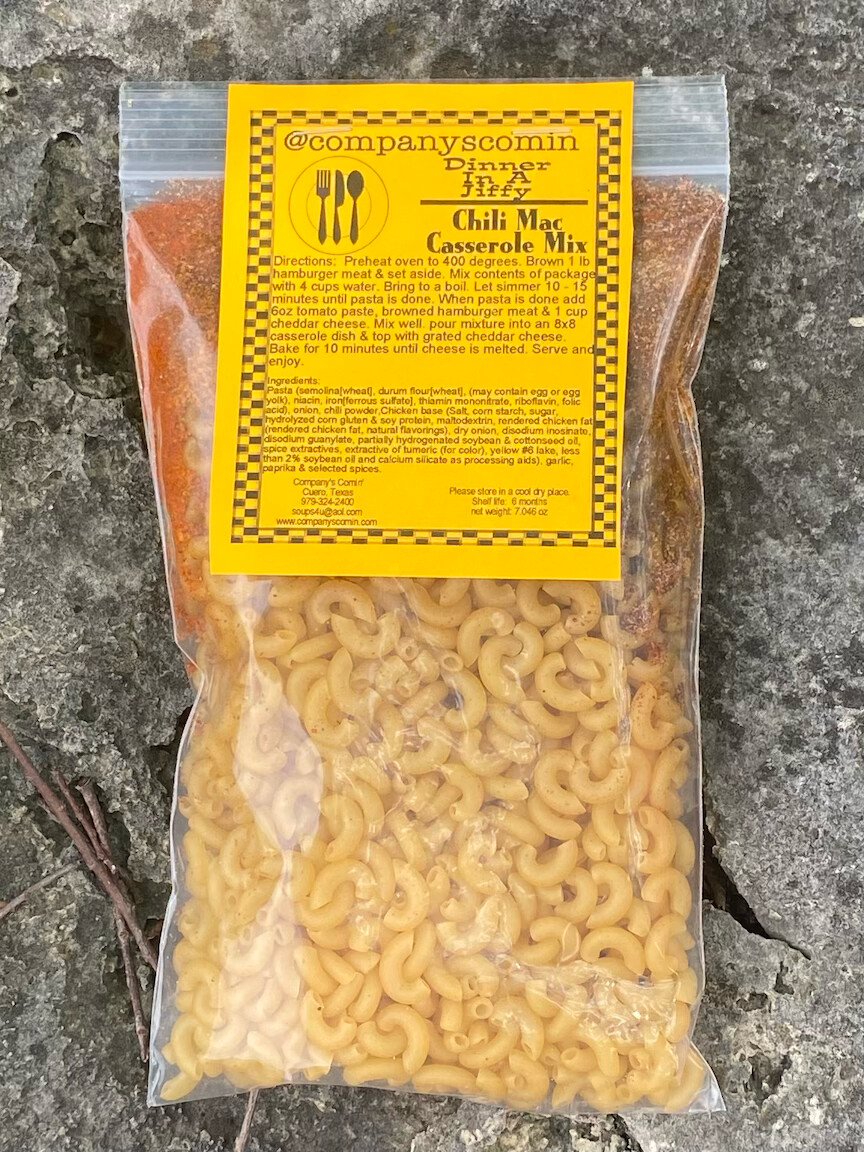 @companyscomin
Dinner
In A
Jiffy
Chili Mac
Casserole Mix
Directions: Preheat oven to 400 degrees. Brown 1 lb
hamburger meat & set aside. Mix contents of package
with 4 cups water. Bring to a boil. Let simmer 10 - 15
minutes until pasta is done. When pasta is done add
6oz tomato paste, browned hamburger meat & 1 cup
cheddar cheese. Mix well. pour mixture into an 8x8
casserole dish & top with grated cheddar cheese.
Bake for 10 minutes until cheese is melted. Serve and
enjoy.
Ingredients:
Pasta (semolina[wheat], durum flour[wheat], (may contain egg or egg
yolk), niacin, iron[ferrous sulfate], thiamin mononitrate, riboflavin, folic
acid), onion, chili powder,Chicken base (Salt, corn starch, sugar,
hydrolyzed corn gluten & soy protein, maltodextrin, rendered chicken fat
(rendered chicken fat, natural flavorings), dry onion, disodium inosinate,
disodium guanylate, partially hydrogenated soybean & cottonseed oil,
spice extractives, extractive of tumeric (for color), yellow #6 lake, less
than 2% soybean oil and calcium silicate as processing aids), garlic,
paprika & selected spices.
Company's Comin'
Cuero, Texas
979-324-2400
soups4u@aol.com
www.companyscomin.com
Please store in a cool dry place.
Shelf life: 6 months
net weight: 7.046 oz